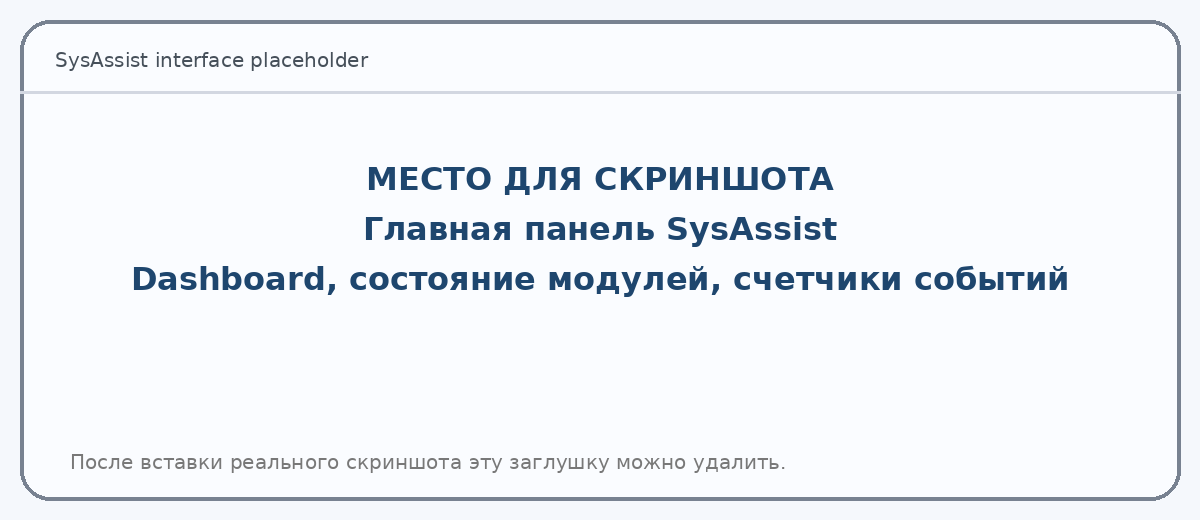 SysAssist interface placeholder
МЕСТО ДЛЯ СКРИНШОТА
Главная панель SysAssist
Dashboard, состояние модулей, счетчики событий
После вставки реального скриншота эту заглушку можно удалить.